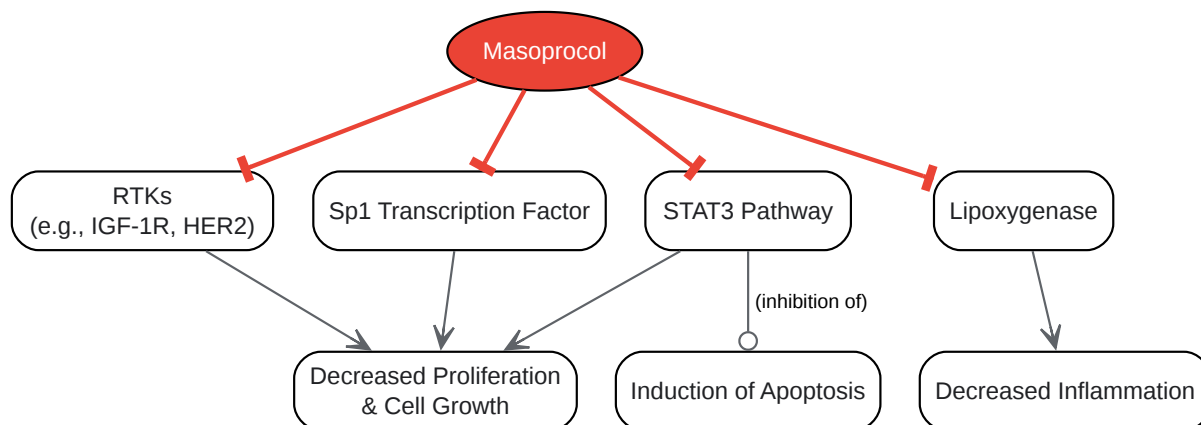 Masoprocol
RTKs
(e.g., IGF-1R, HER2)
Sp1 Transcription Factor
STAT3 Pathway
Lipoxygenase
(inhibition of)
Decreased Proliferation
& Cell Growth
Induction of Apoptosis
Decreased Inflammation